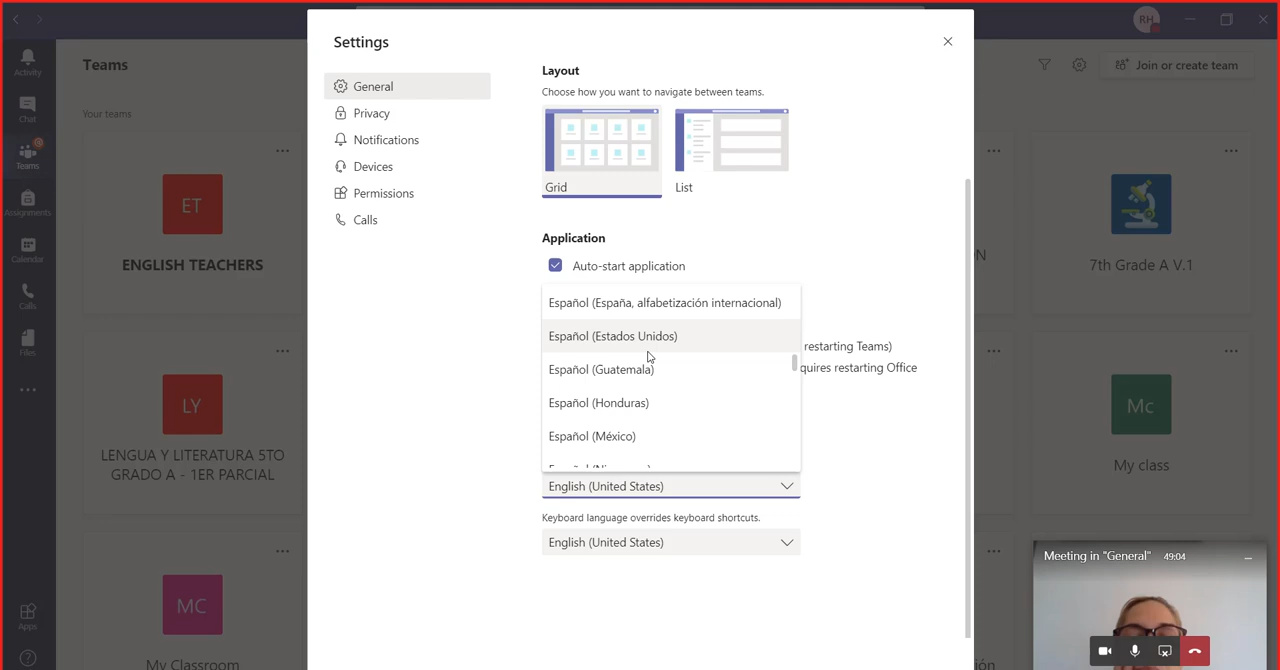 RH
Activity
Chat
Teams
Assignments
Calendar
Calls
Files
Apps
Teams
Join or create team
Your teams
ET
ENGLISH TEACHERS
LY
LENGUA Y LITERATURA 5TO
GRADO A - 1ER PARCIAL
MC
My Classroom
Settings
General
Privacy
Notifications
Devices
Permissions
Calls
Layout
Choose how you want to navigate between teams.
Grid
List
Application
Auto-start application
Español (España, alfabetización internacional)
Español (Estados Unidos)
restarting Teams)
quires restarting Office
Español (Guatemala)
Español (Honduras)
Español (México)
English (United States)
Keyboard language overrides keyboard shortcuts.
English (United States)
7th Grade A V.1
Mc
My class
Meeting in "General"
49:04